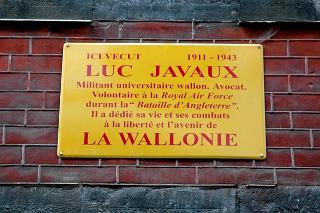 ICI VECUT 1911 - 1943
LUC JAVAUX
Militant universitaire wallon. Avocat.
Volontaire à la Royal Air Force
durant la “ Bataille d’Angleterre”.
Il a dédié sa vie et ses combats
à la liberté et l’avenir de
LA WALLONIE